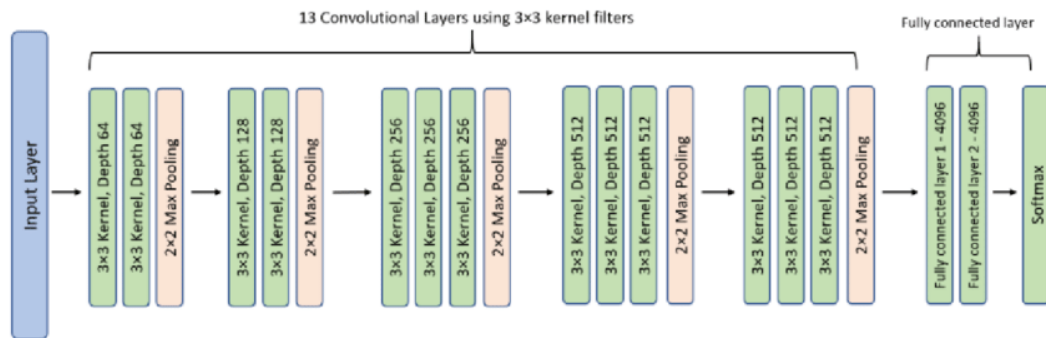 13 Convolutional Layers using 3×3 kernel filters
Fully connected layer
Input Layer
3×3 Kernel, Depth 64
3×3 Kernel, Depth 64
2×2 Max Pooling
3×3 Kernel, Depth 128
3×3 Kernel, Depth 128
2×2 Max Pooling
3×3 Kernel, Depth 256
3×3 Kernel, Depth 256
3×3 Kernel, Depth 256
2×2 Max Pooling
3×3 Kernel, Depth 512
3×3 Kernel, Depth 512
3×3 Kernel, Depth 512
2×2 Max Pooling
3×3 Kernel, Depth 512
3×3 Kernel, Depth 512
3×3 Kernel, Depth 512
2×2 Max Pooling
Fully connected layer 1 - 4096
Fully connected layer 2 - 4096
Softmax